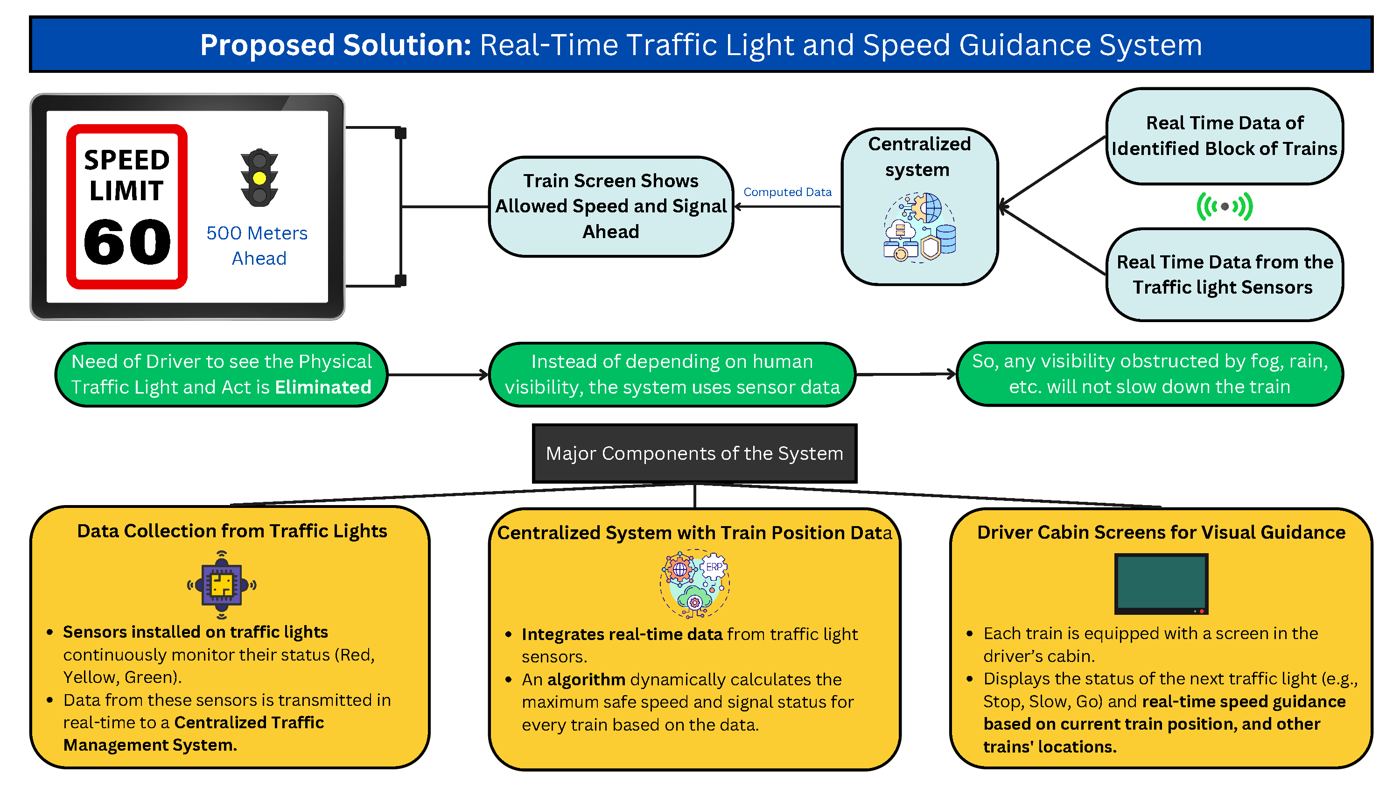 Proposed Solution: Real-Time Traffic Light and Speed Guidance System
SPEED
LIMIT
60
500 Meters
Ahead
Train Screen Shows
Allowed Speed and Signal
Ahead
Computed Data
Centralized
system
Real Time Data of
Identified Block of Trains
Real Time Data from the
Traffic light Sensors
Need of Driver to see the Physical
Traffic Light and Act is Eliminated
Instead of depending on human
visibility, the system uses sensor data
So, any visibility obstructed by fog, rain,
etc. will not slow down the train
Major Components of the System
Data Collection from Traffic Lights
• Sensors installed on traffic lights
continuously monitor their status (Red,
Yellow, Green).
• Data from these sensors is transmitted in
real-time to a Centralized Traffic
Management System.
Centralized System with Train Position Data
ERP
• Integrates real-time data from traffic light
sensors.
• An algorithm dynamically calculates the
maximum safe speed and signal status for
every train based on the data.
Driver Cabin Screens for Visual Guidance
• Each train is equipped with a screen in the
driver's cabin.
• Displays the status of the next traffic light (e.g.,
Stop, Slow, Go) and real-time speed guidance
based on current train position, and other
trains' locations.